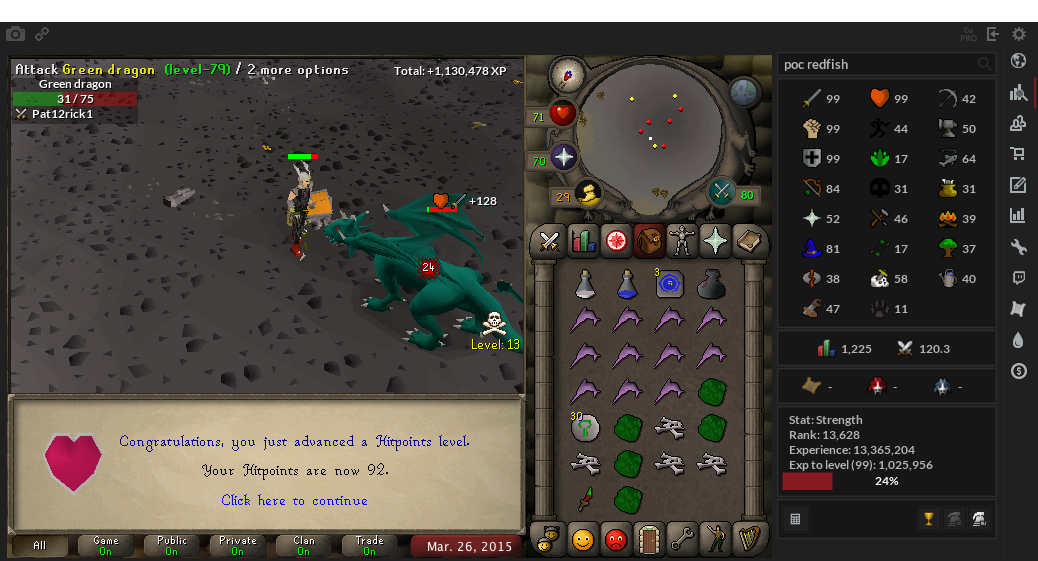 Go
PRO
Attack Green dragon (level-79) / 2 more options
Total: +1,130,478 XP
Green dragon
31 / 75
Pat12rick1
+128
24
Level: 13
71
70
29
80
3
30
Congratulations, you just advanced a Hitpoints level.
Your Hitpoints are now 92.
Click here to continue
All
Game
On
Public
On
Private
On
Clan
On
Trade
On
Mar. 26, 2015
poc redfish
99 99 42
99 44 50
99 17 64
84 31 31
52 46 39
81 17 37
38 58 40
47 11
1,225 120.3
- - -
Stat: Strength
Rank: 13,628
Experience: 13,365,204
Exp to level (99): 1,025,956
24%